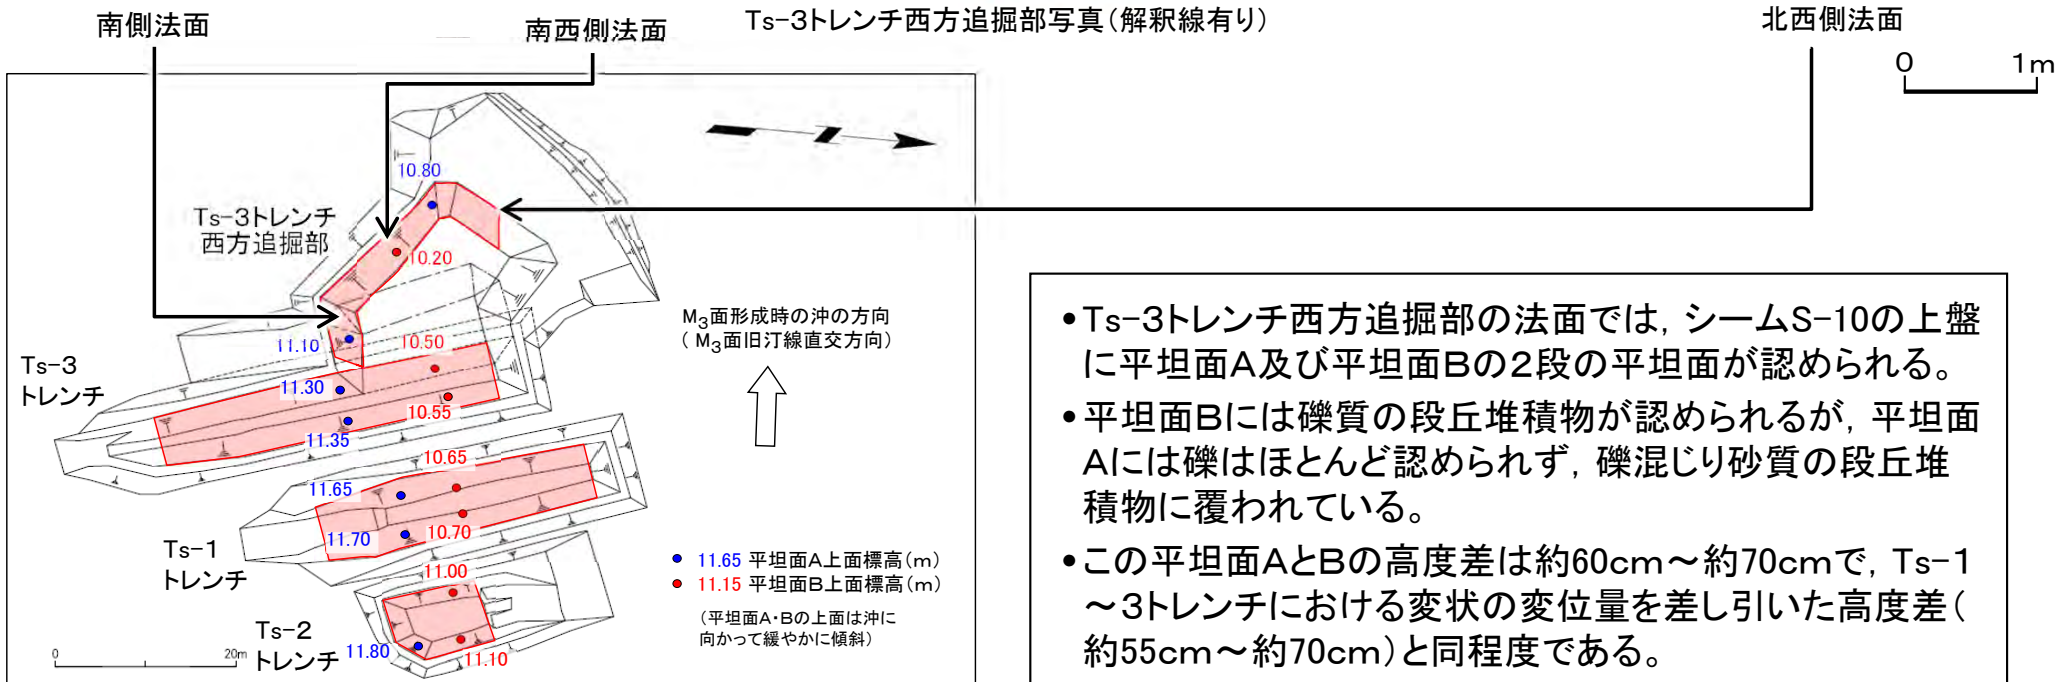 Ts-3トレンチ西方追掘部写真(解釈線有り)
南側法面
南西側法面
北西側法面
0 1m
10.80
Ts-3トレンチ
西方追掘部
10.20
M3面形成時の沖の方向
(M3面旧汀線直交方向)
11.10
10.50
Ts-3
トレンチ
11.30
10.55
11.35
10.65
11.65
11.70
10.70
Ts-1
トレンチ
11.00
11.65 平坦面A上面標高(m)
11.15 平坦面B上面標高(m)
(平坦面A・Bの上面は沖に
向かって緩やかに傾斜)
Ts-2
トレンチ
11.80
11.10
0 20m
•Ts-3トレンチ西方追掘部の法面では,シームS-10の上盤
に平坦面A及び平坦面Bの2段の平坦面が認められる。
•平坦面Bには礫質の段丘堆積物が認められるが,平坦面
Aには礫はほとんど認められず,礫混じり砂質の段丘堆
積物に覆われている。
•この平坦面AとBの高度差は約60cm～約70cmで,Ts-1
～3トレンチにおける変状の変位量を差し引いた高度差(
約55cm～約70cm)と同程度である。